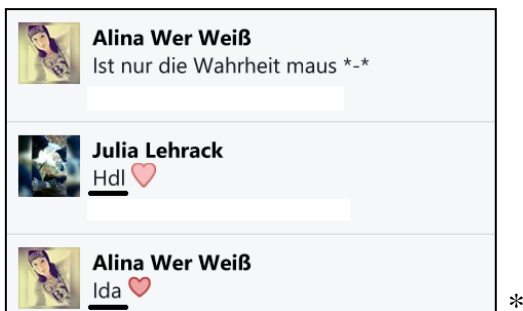 Alina Wer Weiß
Ist nur die Wahrheit maus *-*
Julia Lehrack
Hdl
Alina Wer Weiß
Ida
*